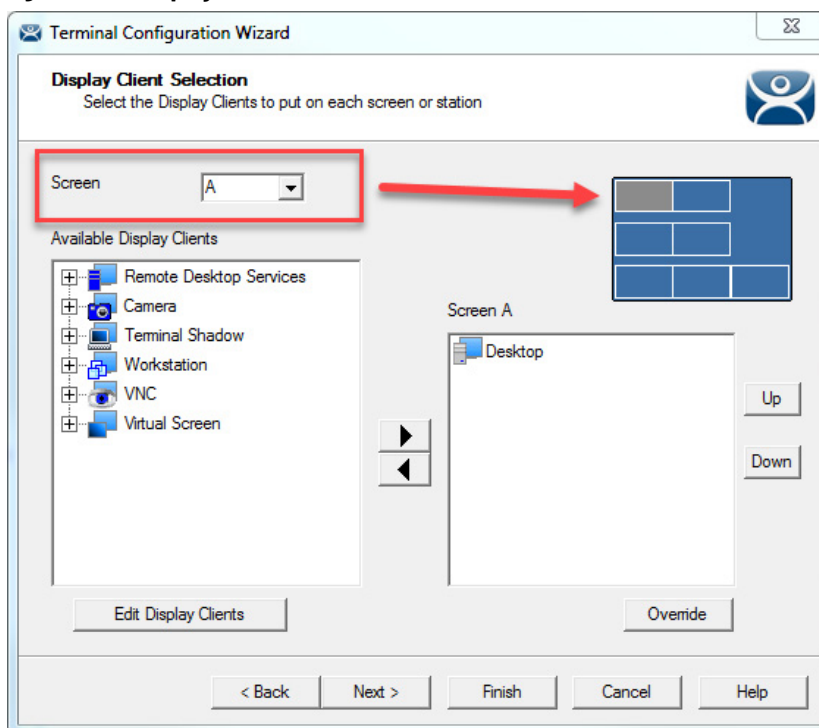 Terminal Configuration Wizard
Display Client Selection
Select the Display Clients to put on each screen or station
Screen
A
Available Display Clients
Remote Desktop Services
Camera
Terminal Shadow
Workstation
VNC
Virtual Screen
Screen A
Desktop
Up
Down
Edit Display Clients
Override
< Back
Next >
Finish
Cancel
Help